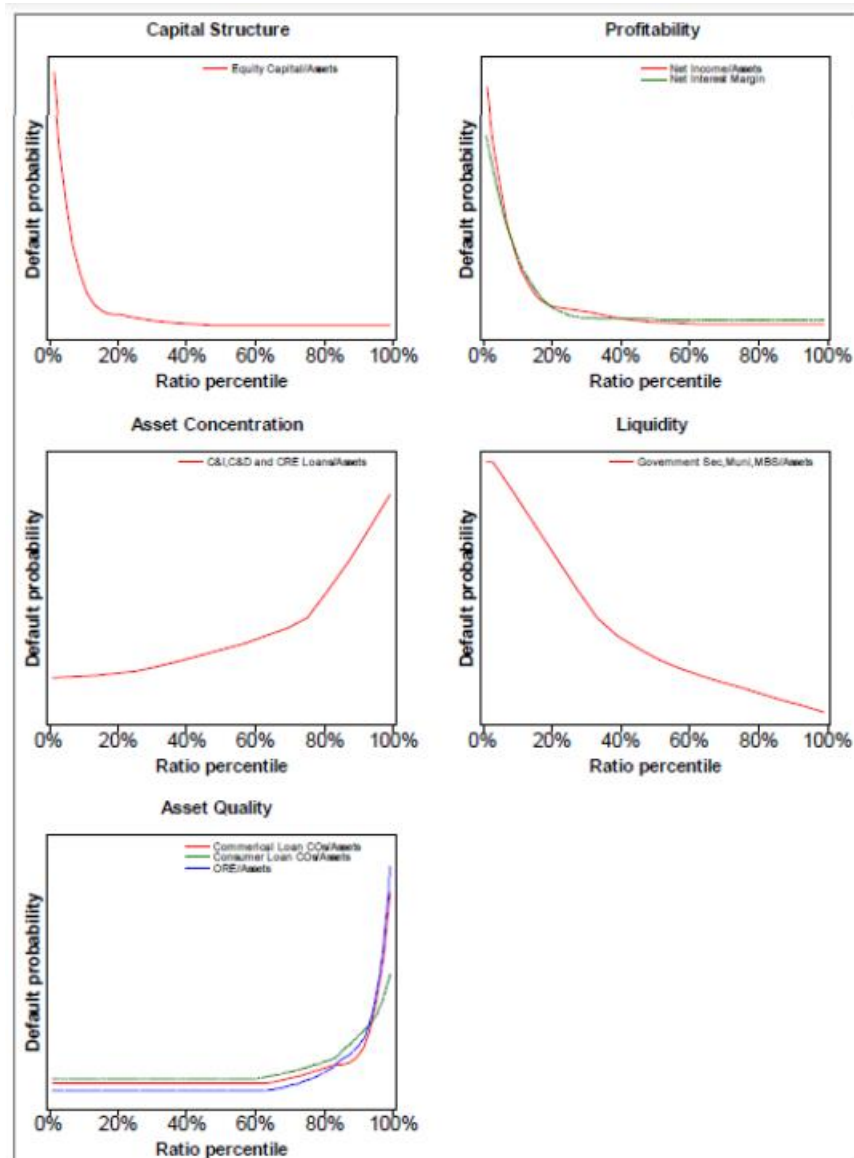 Capital Structure
Equity Capital/Assets
Default probability
0% 20% 40% 60% 80% 100%
Ratio percentile
Profitability
Net Income/Assets
Net Interest Margin
Default probability
0% 20% 40% 60% 80% 100%
Ratio percentile
Asset Concentration
C&I,C&D and CRE Loans/Assets
Default probability
0% 20% 40% 60% 80% 100%
Ratio percentile
Liquidity
Government Sec,Muni,MBS/Assets
Default probability
0% 20% 40% 60% 80% 100%
Ratio percentile
Asset Quality
Commerical Loan COs/Assets
Consumer Loan COs/Assets
ORE/Assets
Default probability
0% 20% 40% 60% 80% 100%
Ratio percentile